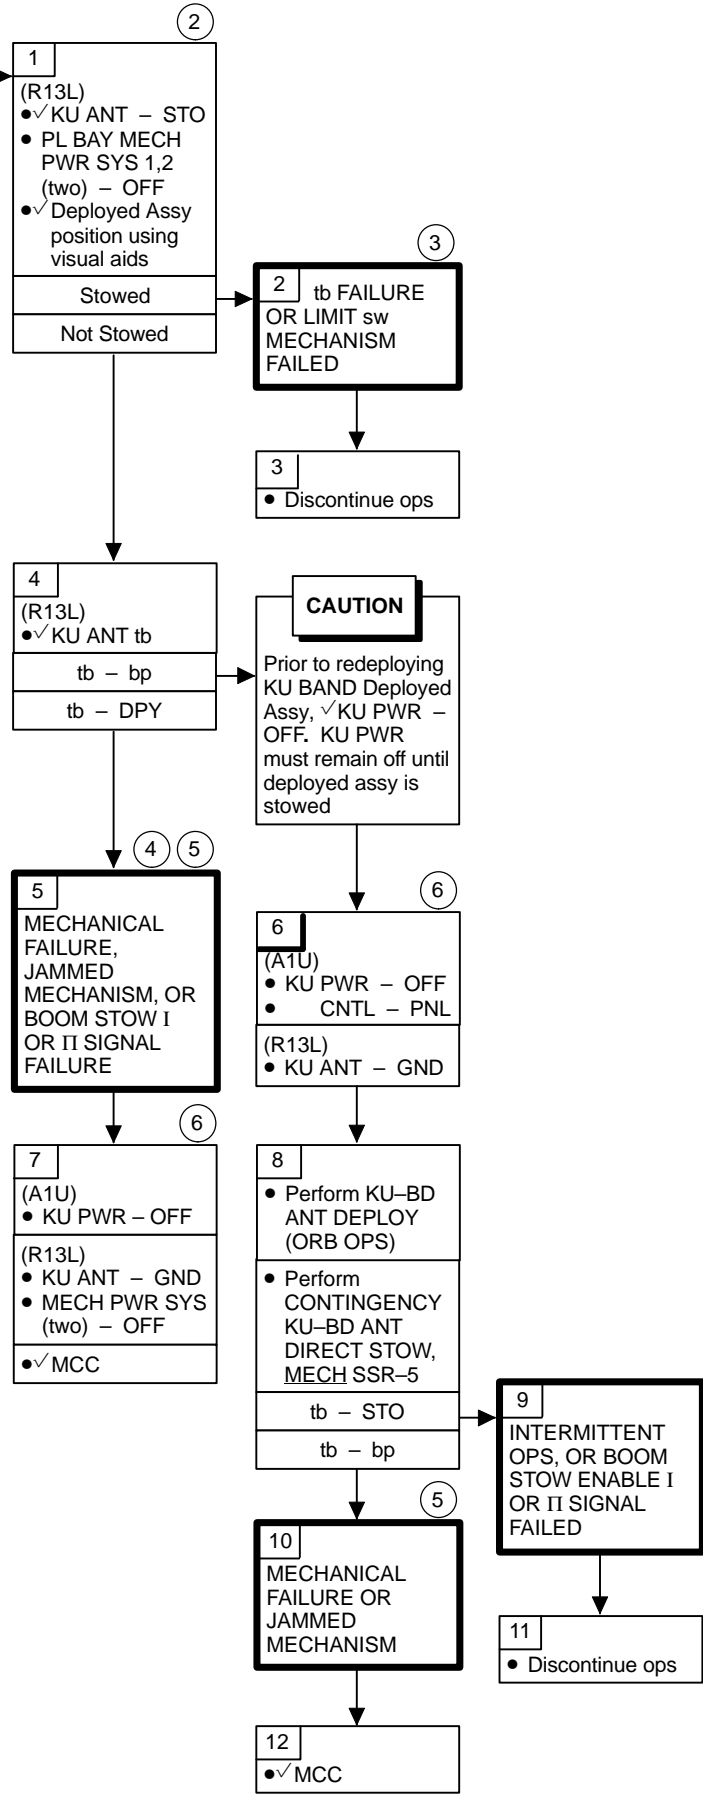 2
1
(R13L)
●✓KU ANT – STO
● PL BAY MECH
PWR SYS 1,2
(two) – OFF
●✓Deployed Assy
position using
visual aids
Stowed
Not Stowed
3
2 tb FAILURE
OR LIMIT sw
MECHANISM
FAILED
3
● Discontinue ops
4
(R13L)
●✓KU ANT tb
tb – bp
tb – DPY
CAUTION
Prior to redeploying
KU BAND Deployed
Assy, ✓KU PWR –
OFF. KU PWR
must remain off until
deployed assy is
stowed
4 5
5
MECHANICAL
FAILURE,
JAMMED
MECHANISM, OR
BOOM STOW I
OR II SIGNAL
FAILURE
6
6
(A1U)
● KU PWR – OFF
● CNTL – PNL
(R13L)
● KU ANT – GND
6
7
(A1U)
● KU PWR – OFF
(R13L)
● KU ANT – GND
● MECH PWR SYS
(two) – OFF
●✓MCC
8
● Perform KU–BD
ANT DEPLOY
(ORB OPS)
● Perform
CONTINGENCY
KU–BD ANT
DIRECT STOW,
MECH SSR–5
tb – STO
tb – bp
9
INTERMITTENT
OPS, OR BOOM
STOW ENABLE I
OR II SIGNAL
FAILED
5
10
MECHANICAL
FAILURE OR
JAMMED
MECHANISM
11
● Discontinue ops
12
●✓MCC